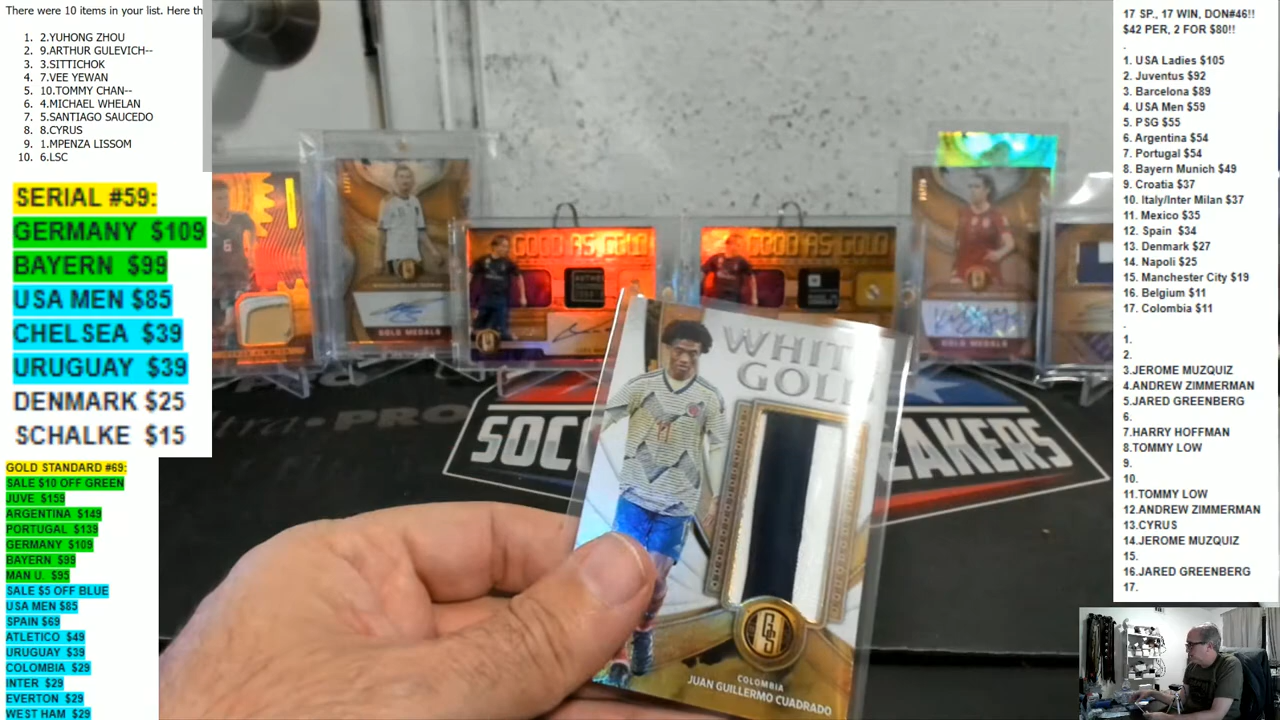 There were 10 items in your list. Here th
1. 2.YUHONG ZHOU
2. 9.ARTHUR GULEVICH--
3. 3.SITTICHOK
4. 7.VEE YEWAN
5. 10.TOMMY CHAN--
6. 4.MICHAEL WHELAN
7. 5.SANTIAGO SAUCEDO
8. 8.CYRUS
9. 1.MPENZA LISSOM
10. 6.LSC
SERIAL #59:
GERMANY $109
BAYERN $99
USA MEN $85
CHELSEA $39
URUGUAY $39
DENMARK $25
SCHALKE $15
GOLD STANDARD #69:
SALE $10 OFF GREEN
JUVE $159
ARGENTINA $149
PORTUGAL $139
GERMANY $109
BAYERN $99
MAN U. $95
SALE $5 OFF BLUE
USA MEN $85
SPAIN $69
ATLETICO $49
URUGUAY $39
COLOMBIA $29
INTER $29
EVERTON $29
WEST HAM $29
GOOD AS GOLD
GOOD AS GOLD
GOLD MEDALS
GOLD MEDALS
PRO
SOC
EAKERS
WHIT
GOL
GS
COLOMBIA
JUAN GUILLERMO CUADRADO
17 SP., 17 WIN, DON#46!!
$42 PER, 2 FOR $80!!
.
1. USA Ladies $105
2. Juventus $92
3. Barcelona $89
4. USA Men $59
5. PSG $55
6. Argentina $54
7. Portugal $54
8. Bayern Munich $49
9. Croatia $37
10. Italy/Inter Milan $37
11. Mexico $35
12. Spain $34
13. Denmark $27
14. Napoli $25
15. Manchester City $19
16. Belgium $11
17. Colombia $11
.
1.
2.
3.JEROME MUZQUIZ
4.ANDREW ZIMMERMAN
5.JARED GREENBERG
6.
7.HARRY HOFFMAN
8.TOMMY LOW
9.
10.
11.TOMMY LOW
12.ANDREW ZIMMERMAN
13.CYRUS
14.JEROME MUZQUIZ
15.
16.JARED GREENBERG
17.